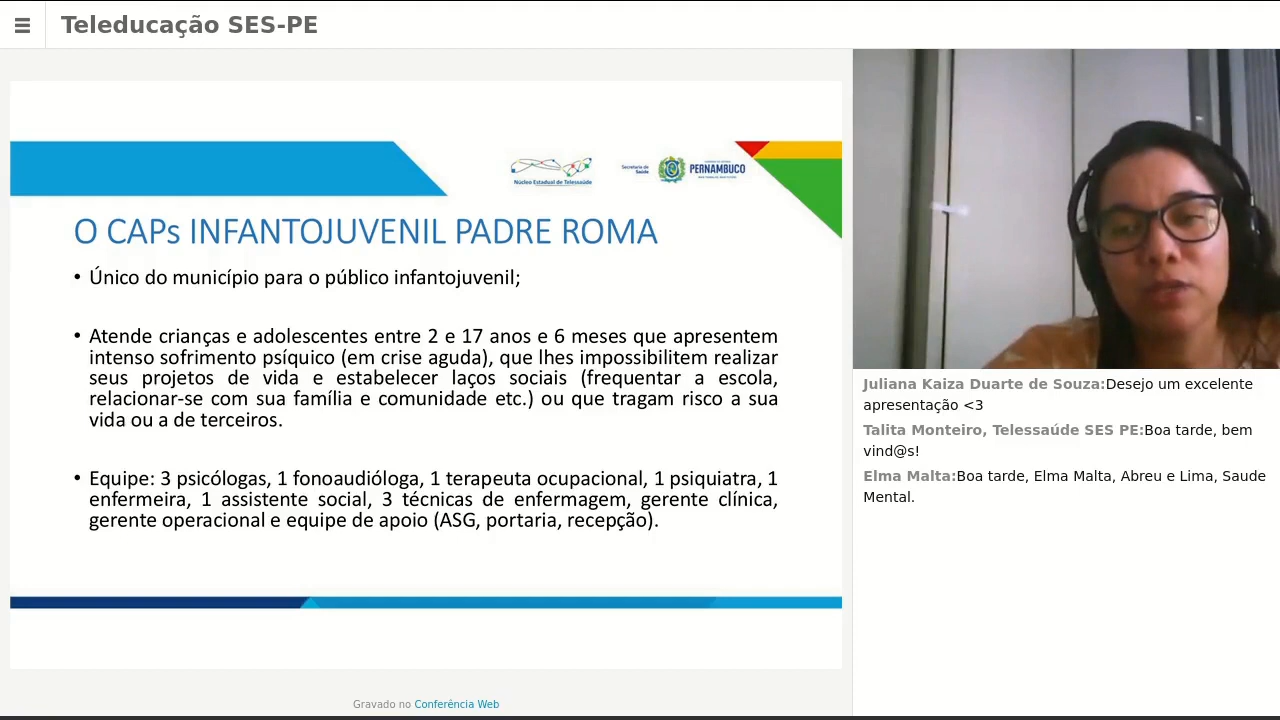 Teleducação SES-PE
Núcleo Estadual de Telessaúde
Secretaria de
Saúde
PERNAMBUCO
O CAPs INFANTOJUVENIL PADRE ROMA
• Único do município para o público infantojuvenil;
• Atende crianças e adolescentes entre 2 e 17 anos e 6 meses que apresentem
intenso sofrimento psíquico (em crise aguda), que lhes impossibilitem realizar
seus projetos de vida e estabelecer laços sociais (frequentar a escola,
relacionar-se com sua família e comunidade etc.) ou que tragam risco a sua
vida ou a de terceiros.
• Equipe: 3 psicólogas, 1 fonoaudióloga, 1 terapeuta ocupacional, 1 psiquiatra, 1
enfermeira, 1 assistente social, 3 técnicas de enfermagem, gerente clínica,
gerente operacional e equipe de apoio (ASG, portaria, recepção).
Juliana Kaiza Duarte de Souza:Desejo um excelente
apresentação <3
Talita Monteiro, Telessaúde SES PE:Boa tarde, bem
vind@s!
Elma Malta:Boa tarde, Elma Malta, Abreu e Lima, Saude
Mental.
Gravado no Conferência Web